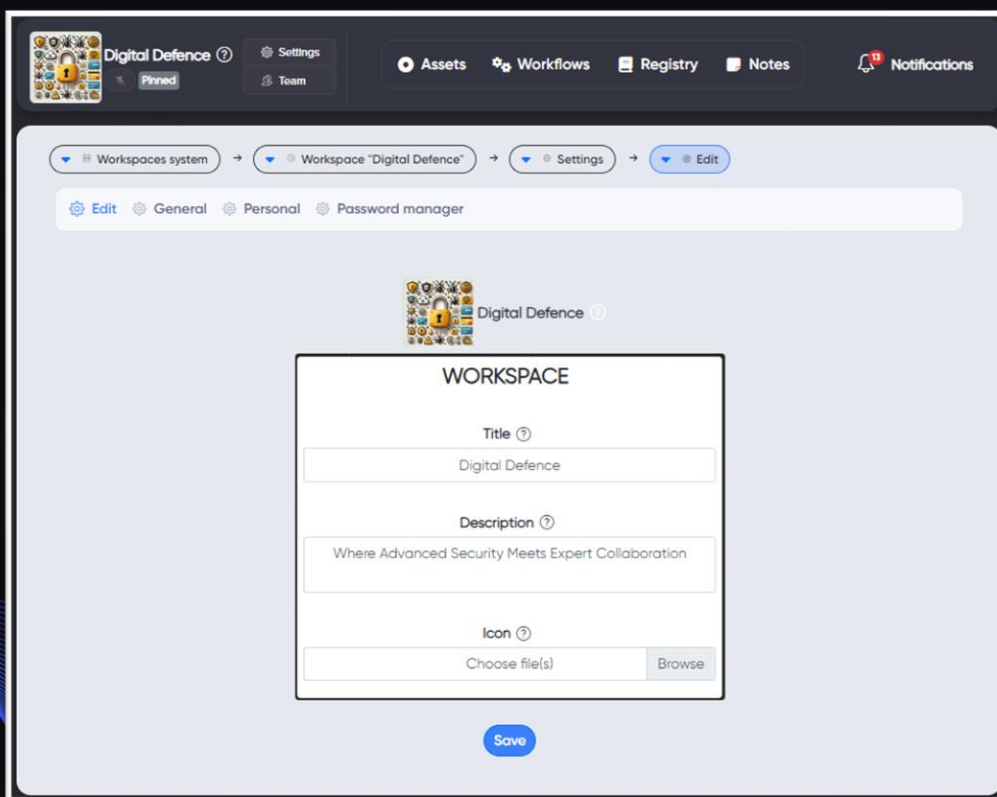 Digital Defence ?
Pinned
Settings
Team
Assets
Workflows
Registry
Notes
13
Notifications
Workspaces system → Workspace "Digital Defence" → Settings → Edit
Edit General Personal Password manager
Digital Defence ?
WORKSPACE
Title ?
Digital Defence
Description ?
Where Advanced Security Meets Expert Collaboration
Icon ?
Choose file(s) Browse
Save